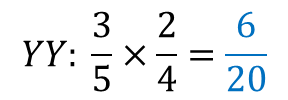 YY: 3/5 × 2/4 = 6/20